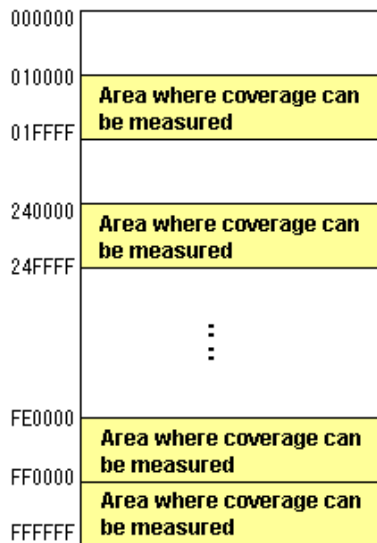 000000
010000
Area where coverage can
be measured
01FFFF
240000
Area where coverage can
be measured
24FFFF
:
FE0000
Area where coverage can
be measured
FF0000
Area where coverage can
be measured
FFFFFF